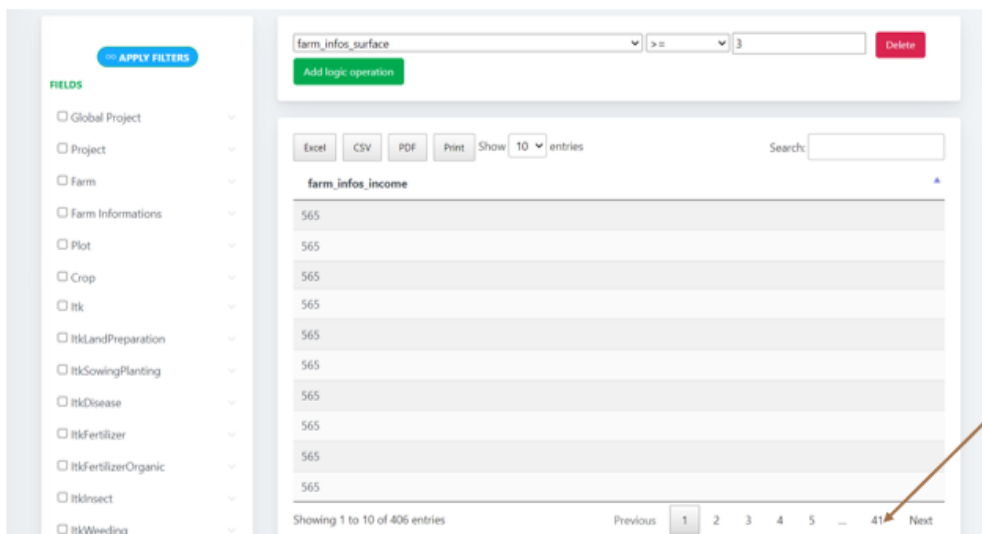 APPLY FILTERS
FIELDS
Global Project
Project
Farm
Farm Informations
Plot
Crop
Itk
ItkLandPreparation
ItkSowingPlanting
ItkDisease
ItkFertilizer
ItkFertilizerOrganic
ItkInsect
ItkWeeding
farm_infos_surface >= 3 Delete
Add logic operation
Excel CSV PDF Print Show 10 entries Search:
farm_infos_income
565
565
565
565
565
565
565
565
565
565
Showing 1 to 10 of 406 entries Previous 1 2 3 4 5 ... 41 Next